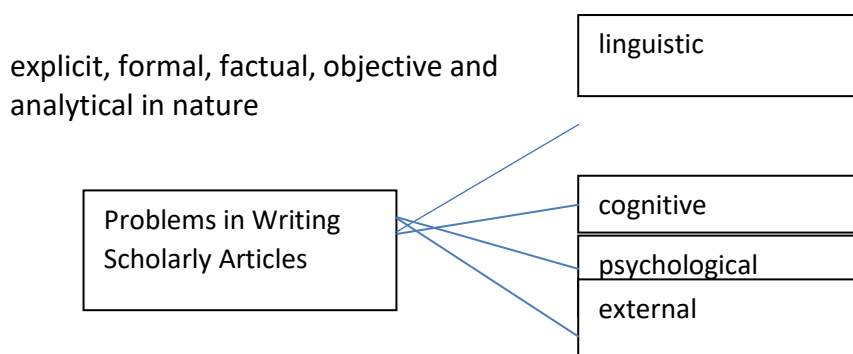 explicit, formal, factual, objective and
analytical in nature
linguistic
Problems in Writing
Scholarly Articles
cognitive
psychological
external